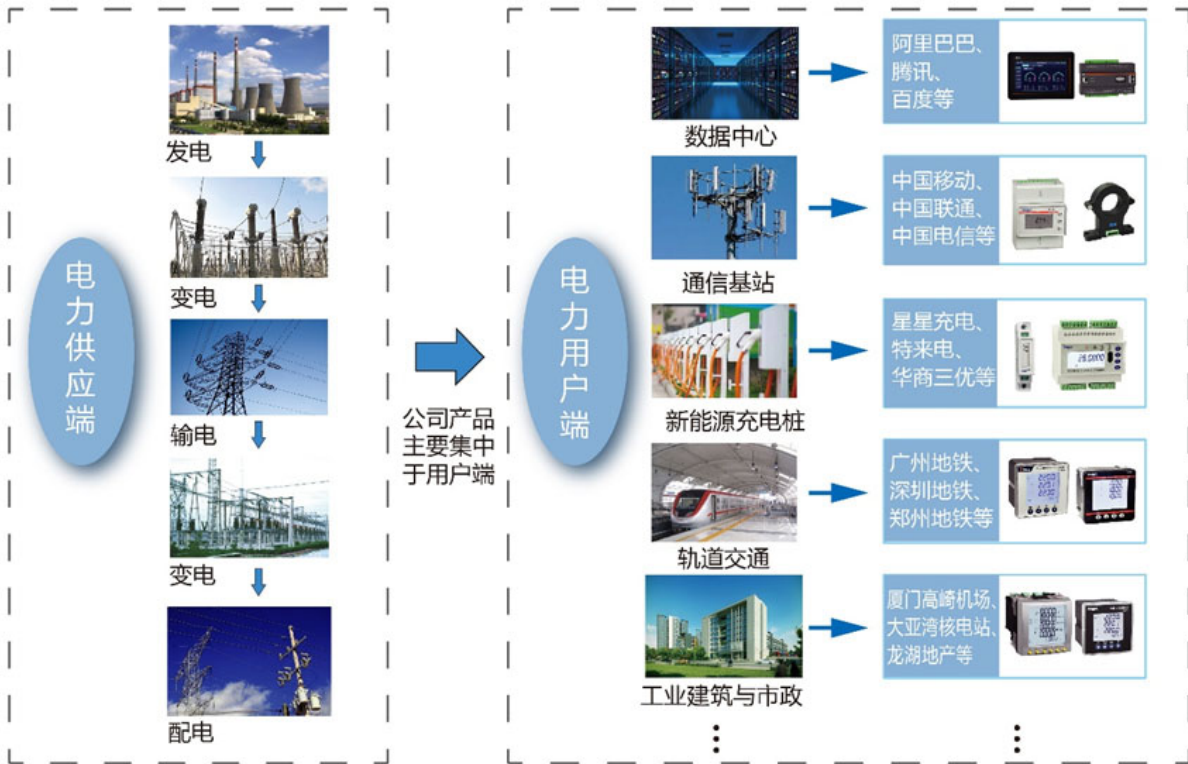 电力供应端
发电
变电
输电
变电
配电
公司产品
主要集中
于用户端
电力用户端
数据中心
阿里巴巴、
腾讯、
百度等
通信基站
中国移动、
中国联通、
中国电信等
新能源充电桩
星星充电、
特来电、
华商三优等
轨道交通
广州地铁、
深圳地铁、
郑州地铁等
工业建筑与市政
厦门高崎机场、
大亚湾核电站、
龙湖地产等